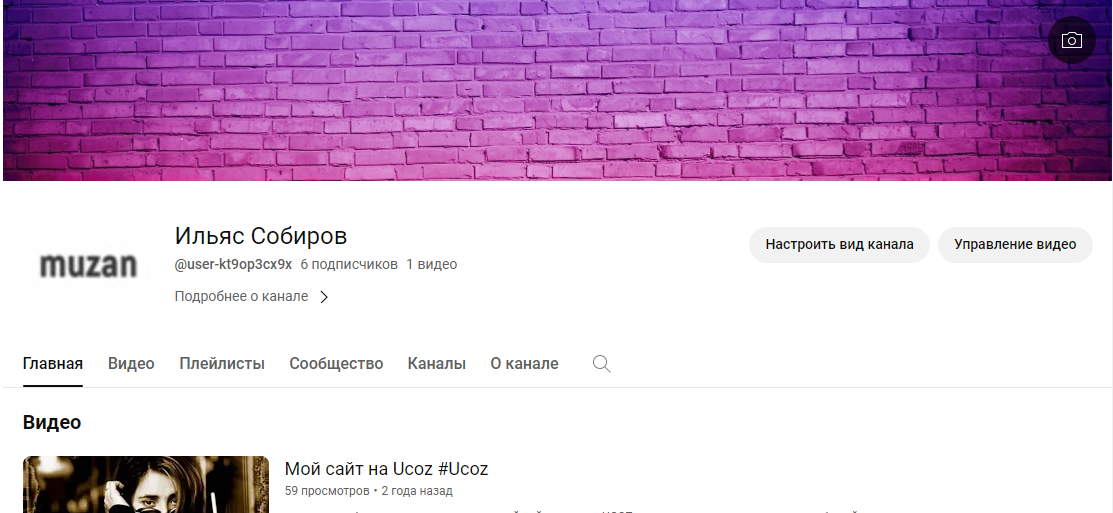 muzan
Ильяс Собиров
@user-kt9op3cx9x 6 подписчиков 1 видео
Подробнее о канале
Настроить вид канала
Управление видео
Главная Видео Плейлисты Сообщество Каналы О канале
Видео
Мой сайт на Ucoz #Ucoz
59 просмотров • 2 года назад